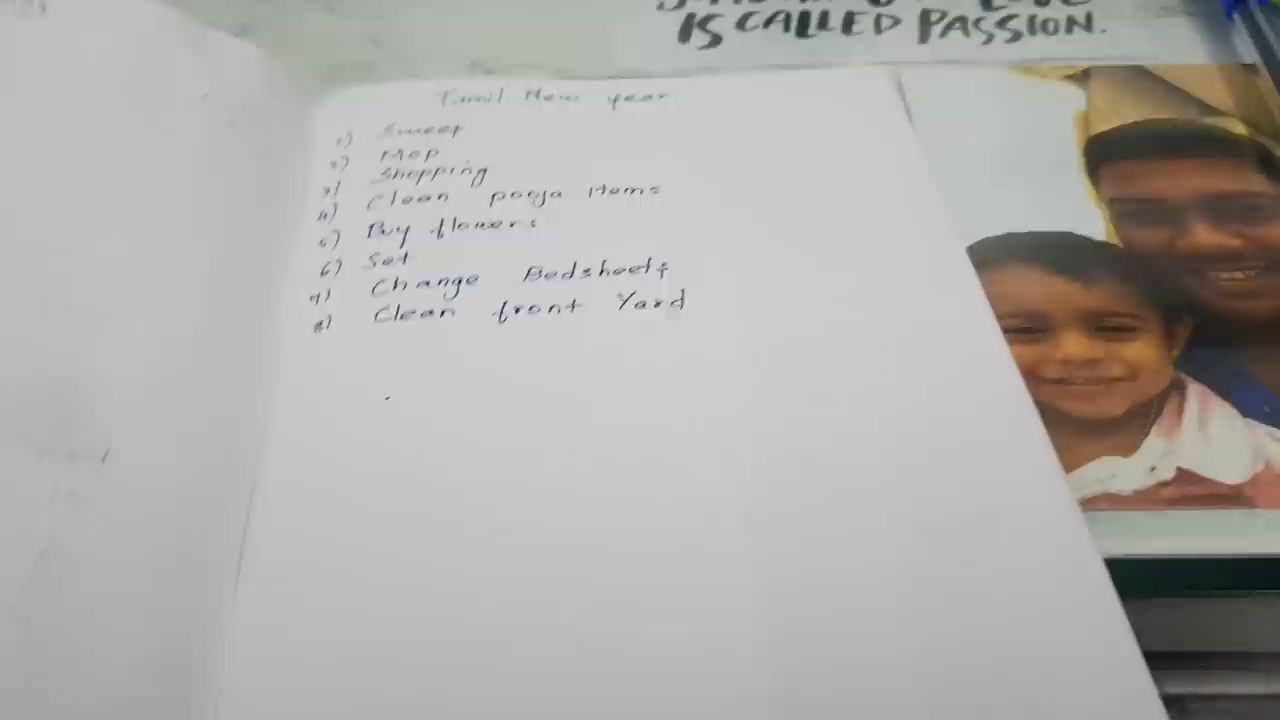 IS CALLED PASSION.
Tamil New year
1) Sweep
2) Mop
3) Shopping
4) Clean pooja items
5) Buy flowers
6) Set
7) Change Bedsheets
8) Clean front Yard